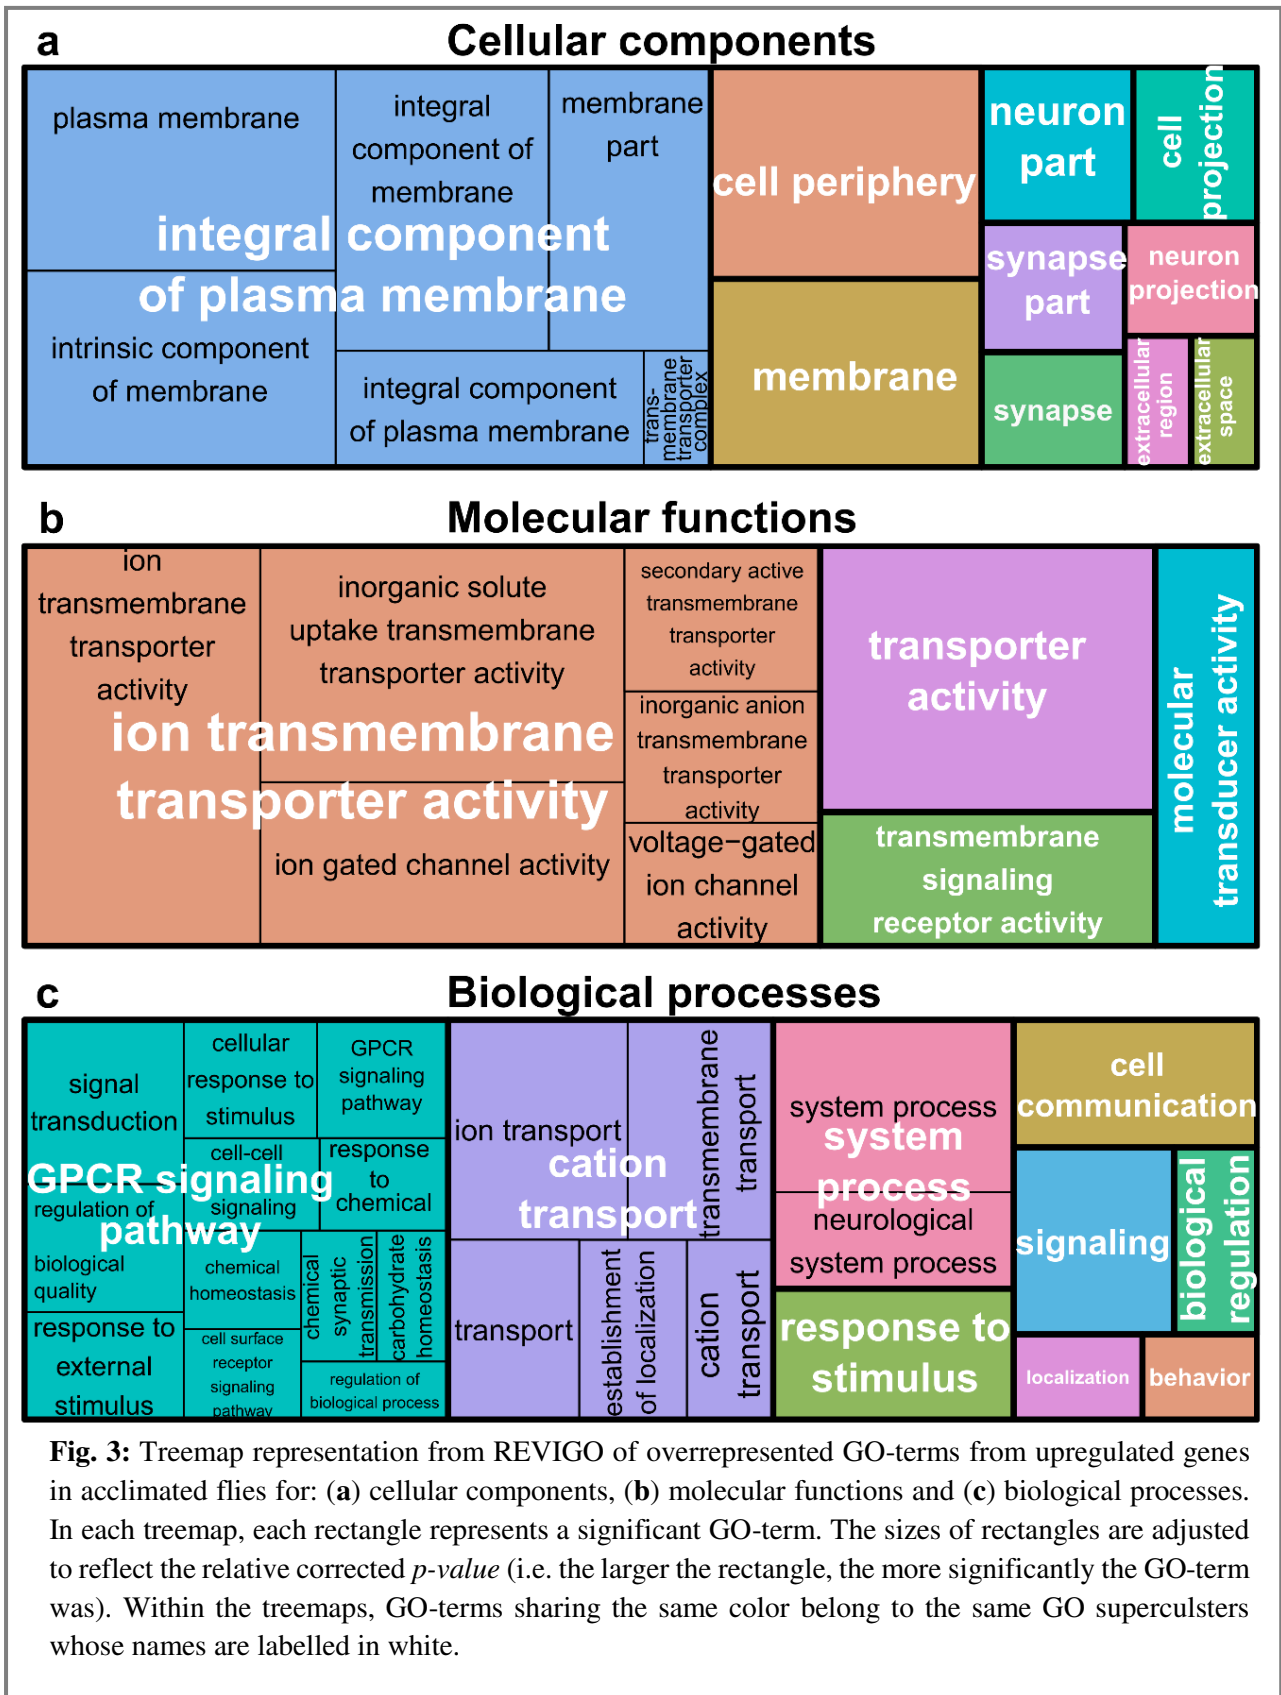 a
Cellular components
plasma membrane
integral
component of
membrane
membrane
part
integral component
of plasma membrane
intrinsic component
of membrane
integral component
of plasma membrane
trans-
membrane
transporter
complex
cell periphery
membrane
neuron
part
cell
projection
synapse
part
neuron
projection
synapse
extracellular
region
extracellular
space
b
Molecular functions
ion
transmembrane
transporter
activity
inorganic solute
uptake transmembrane
transporter activity
ion transmembrane
transporter activity
ion gated channel activity
secondary active
transmembrane
transporter
activity
inorganic anion
transmembrane
transporter
activity
voltage−gated
ion channel
activity
transporter
activity
transmembrane
signaling
receptor activity
molecular
transducer activity
c
Biological processes
signal
transduction
cellular
response to
stimulus
GPCR
signaling
pathway
cell-cell
signaling
response
to
chemical
GPCR signaling
pathway
regulation of
biological
quality
chemical
homeostasis
chemical
synaptic
transmission
carbohydrate
homeostasis
response to
external
stimulus
cell surface
receptor
signaling
pathway
regulation of
biological process
ion transport
transmembrane
transport
cation
transport
transport
establishment
of localization
cation
transport
system process
system
process
neurological
system process
response to
stimulus
cell
communication
signaling
biological
regulation
localization
behavior
Fig. 3: Treemap representation from REVIGO of overrepresented GO-terms from upregulated genes
in acclimated flies for: (a) cellular components, (b) molecular functions and (c) biological processes.
In each treemap, each rectangle represents a significant GO-term. The sizes of rectangles are adjusted
to reflect the relative corrected p-value (i.e. the larger the rectangle, the more significantly the GO-term
was). Within the treemaps, GO-terms sharing the same color belong to the same GO superculsters
whose names are labelled in white.